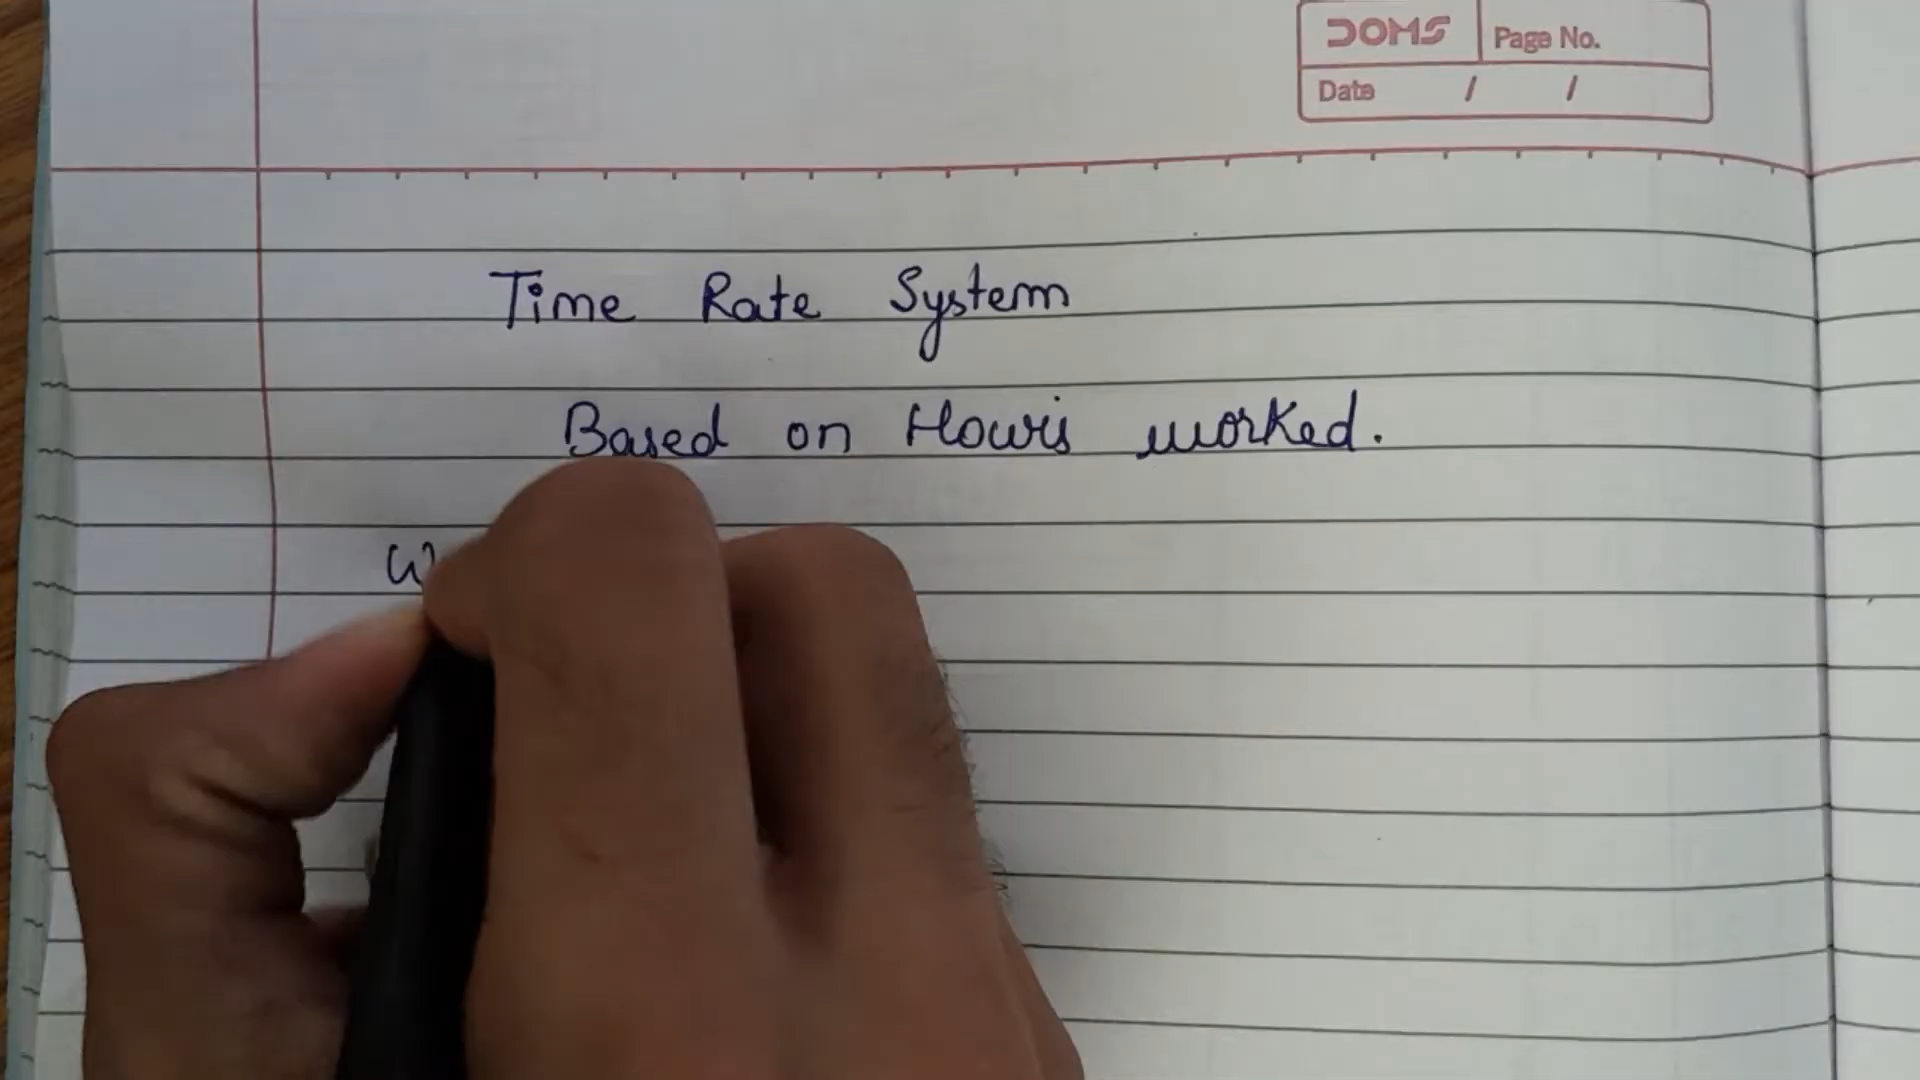 DOMS Page No.
Date / /
Time Rate System
Based on Hours worked.
W